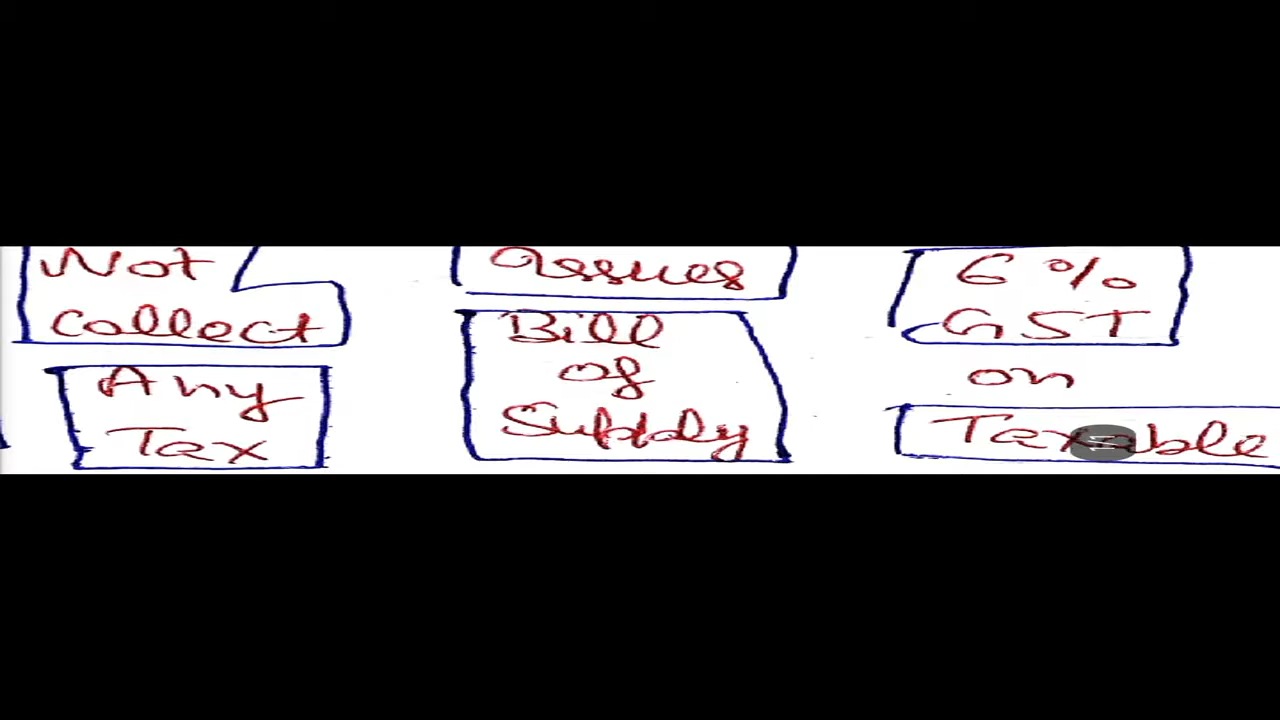 Not
Collect
Any
Tax
Issues
Bill
of
Supply
6%
GST
on
Taxable